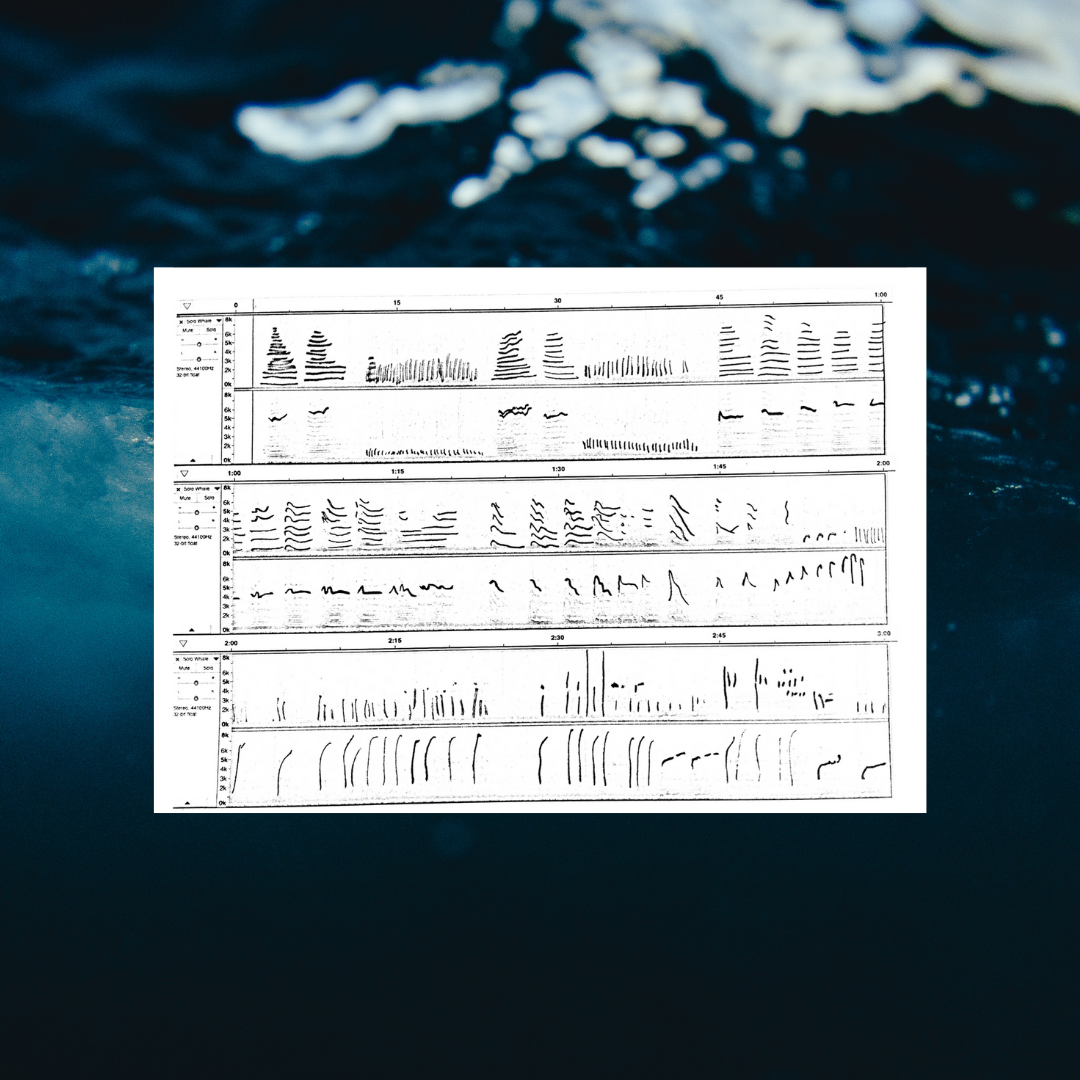 0 15 30 45 1:00
× Solo Whale ▼ 8k
Mute Solo 6k
- + 5k
4k
3k
Stereo, 44100Hz 2k
32-bit float 0k
8k
6k
5k
4k
3k
2k
0k
1:00 1:15 1:30 1:45 2:00
× Solo Whale ▼ 8k
Mute Solo 6k
- + 5k
4k
3k
Stereo, 44100Hz 2k
32-bit float 0k
8k
6k
5k
4k
3k
2k
0k
2:00 2:15 2:30 2:45 3:00
× Solo Whale ▼ 8k
Mute Solo 6k
- + 5k
4k
3k
Stereo, 44100Hz 2k
32-bit float 0k
8k
6k
5k
4k
3k
2k
0k